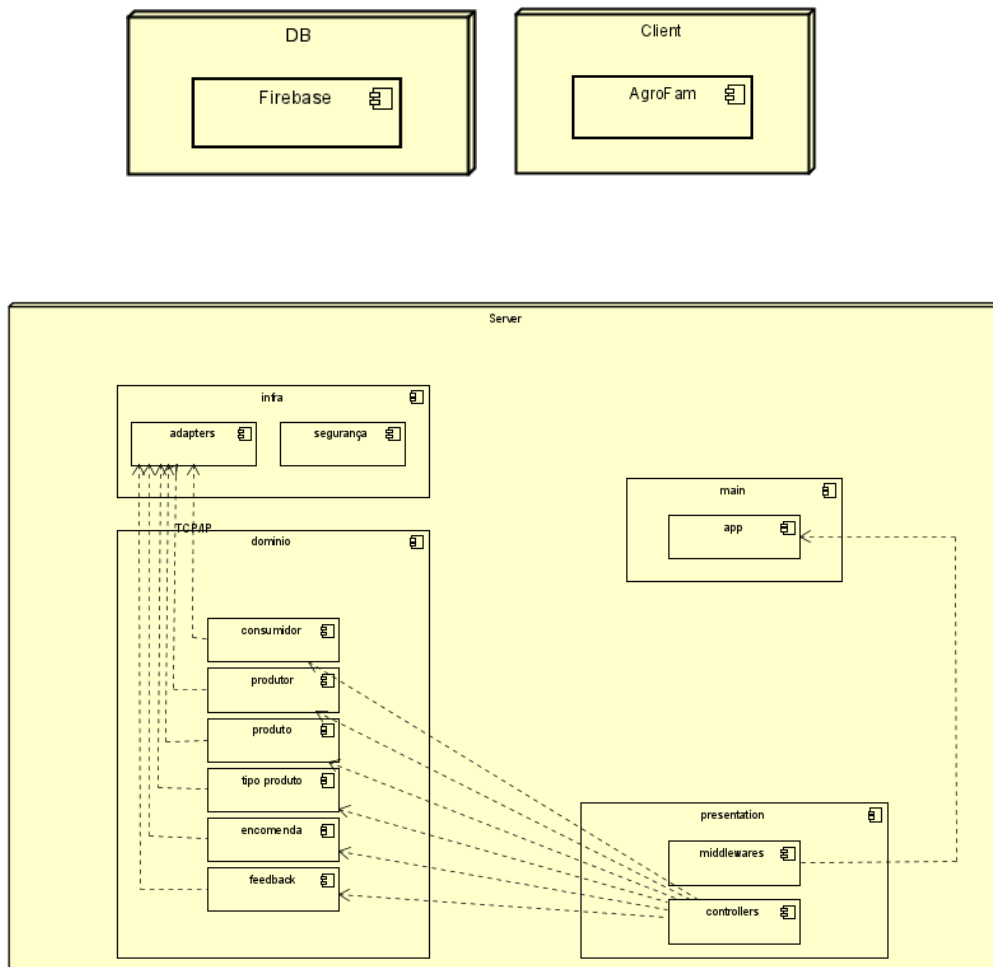 DB
Firebase
Client
AgroFam
Server
infra
adapters
segurança
TCP/IP
dominio
consumidor
produtor
produto
tipo produto
encomenda
feedback
main
app
presentation
middlewares
controllers